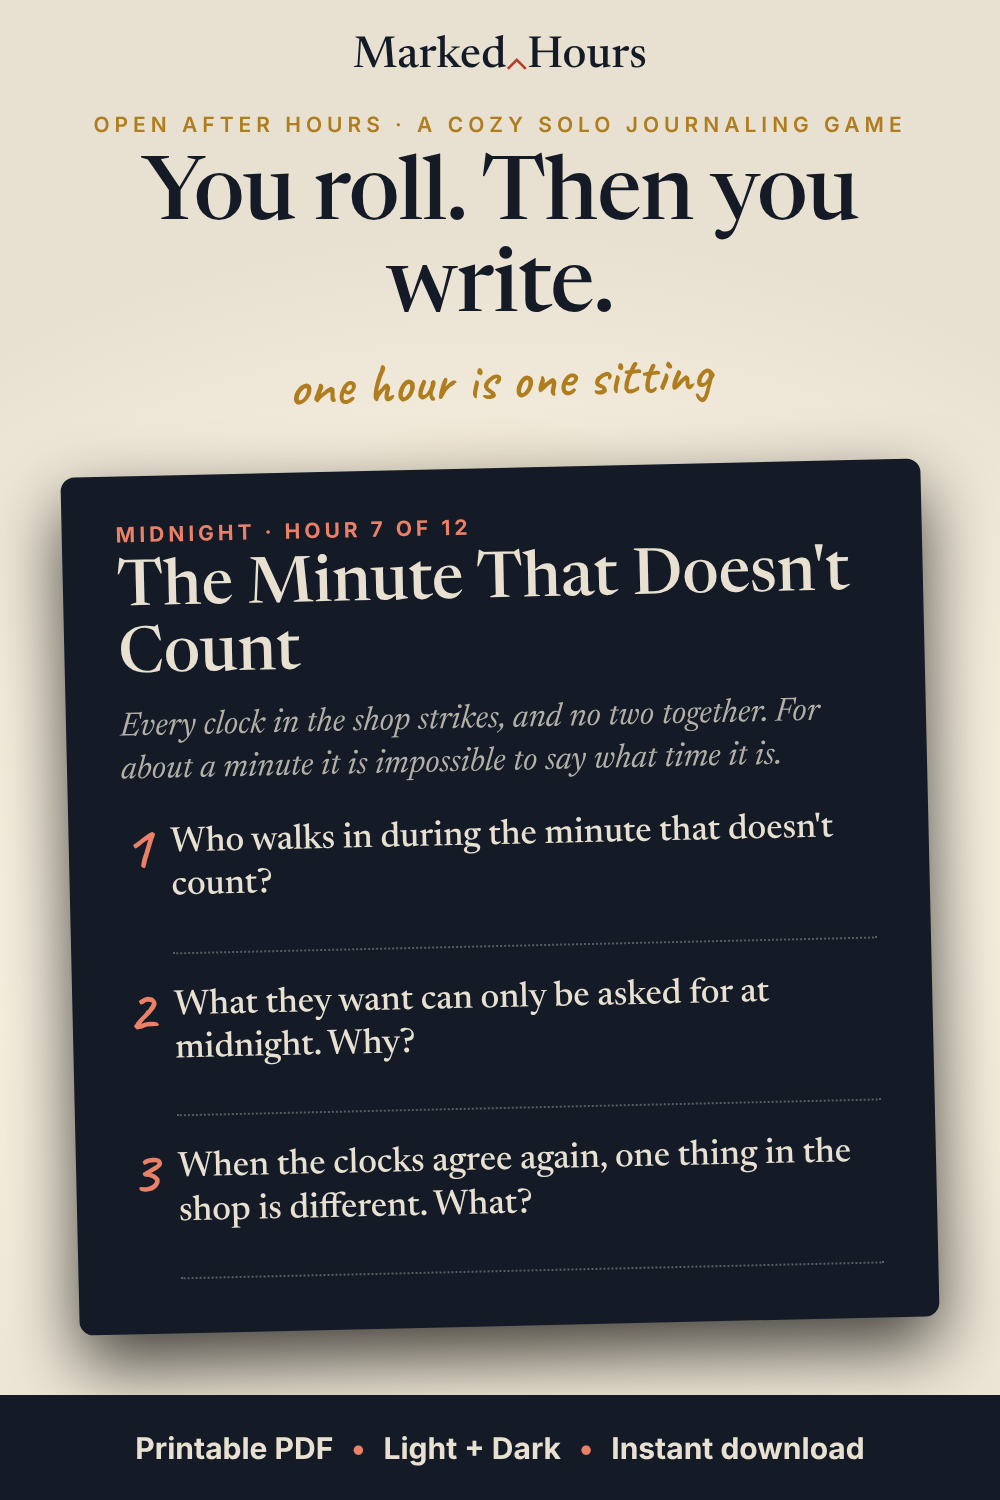 Marked‸Hours
OPEN AFTER HOURS · A COZY SOLO JOURNALING GAME
You roll. Then you
write.
one hour is one sitting
MIDNIGHT · HOUR 7 OF 12
The Minute That Doesn't
Count
Every clock in the shop strikes, and no two together. For
about a minute it is impossible to say what time it is.
1 Who walks in during the minute that doesn't
count?
2 What they want can only be asked for at
midnight. Why?
3 When the clocks agree again, one thing in the
shop is different. What?
Printable PDF • Light + Dark • Instant download